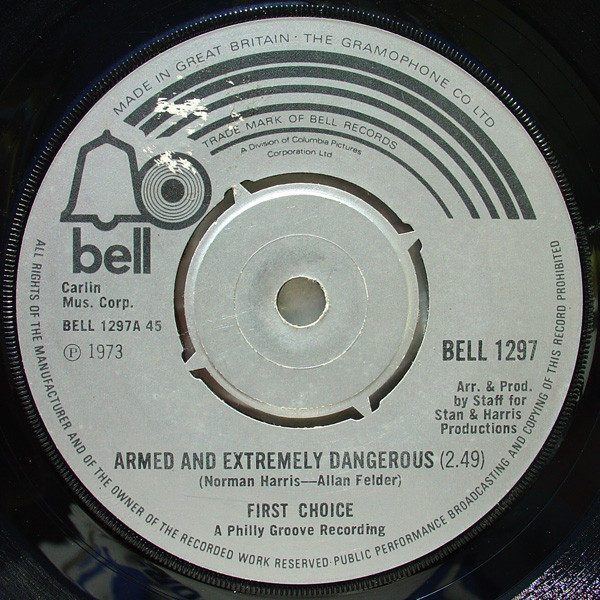 MADE IN GREAT BRITAIN · THE GRAMOPHONE CO LTD
TRADE MARK OF BELL RECORDS
A Division of Columbia Pictures
Corporation Ltd
bell
Carlin
Mus. Corp.
BELL 1297A 45
Ⓟ 1973
BELL 1297
Arr. & Prod.
by Staff for
Stan & Harris
Productions
ARMED AND EXTREMELY DANGEROUS (2.49)
(Norman Harris—Allan Felder)
FIRST CHOICE
A Philly Groove Recording
ALL RIGHTS OF THE MANUFACTURER AND OF THE OWNER OF THE RECORDED WORK RESERVED · PUBLIC PERFORMANCE BROADCASTING AND COPYING OF THIS RECORD PROHIBITED